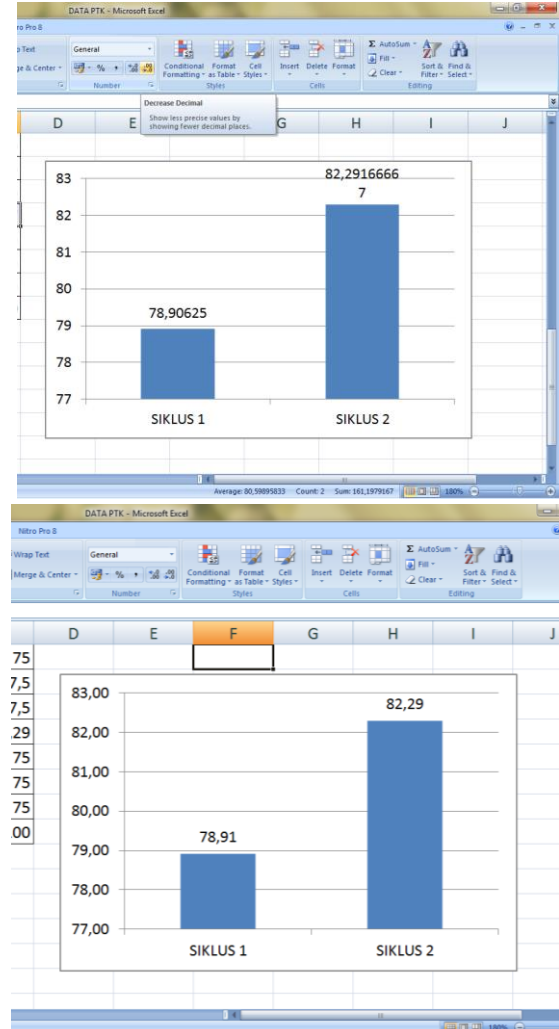 DATA PTK - Microsoft Excel
ro Pro 8
p Text
General
ge & Center
%
Number
Conditional Formatting
Format as Table
Cell Styles
Styles
Insert
Delete
Format
Cells
Σ AutoSum
Fill
Clear
Sort & Filter
Find & Select
Editing
Decrease Decimal
Show less precise values by
showing fewer decimal places.
D E G H I J
83
82
81
80
79
78
77
82,2916666
7
78,90625
SIKLUS 1 SIKLUS 2
Average: 80,59895833 Count: 2 Sum: 161,1979167 180%
DATA PTK - Microsoft Excel
Nitro Pro 8
Wrap Text
General
Merge & Center
%
Number
Conditional Formatting
Format as Table
Cell Styles
Styles
Insert
Delete
Format
Cells
Σ AutoSum
Fill
Clear
Sort & Filter
Find & Select
Editing
D E F G H I J
75
7,5
7,5
,29
75
75
75
,00
83,00
82,00
81,00
80,00
79,00
78,00
77,00
82,29
78,91
SIKLUS 1 SIKLUS 2
180%